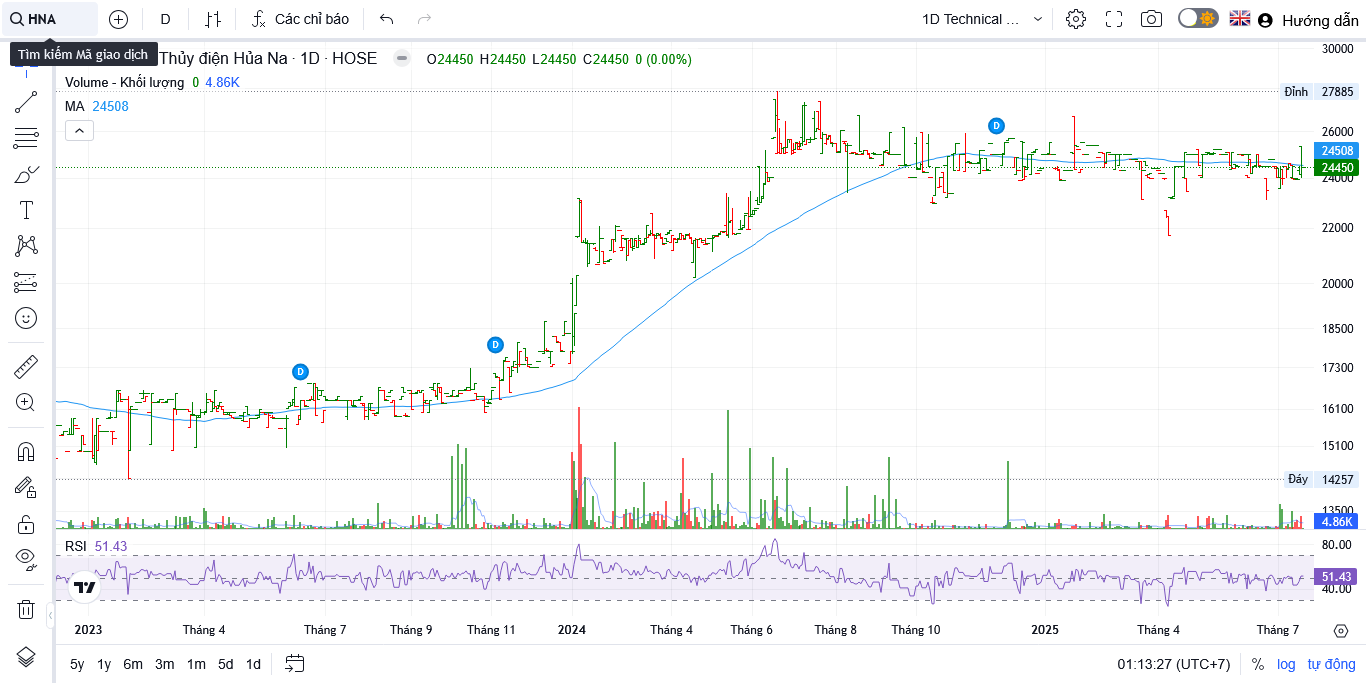 HNA
D
Các chỉ báo
1D Technical ...
Hướng dẫn
Tìm kiếm Mã giao dịch
Thủy điện Hủa Na · 1D · HOSE
O24450 H24450 L24450 C24450 0 (0.00%)
Volume - Khối lượng 0 4.86K
MA 24508
30000
Đỉnh 27885
26000
24508
24450
24000
22000
20000
18500
17300
16100
15100
Đáy 14257
13500
4.86K
D
D
D
RSI 51.43
80.00
51.43
40.00
2023
Tháng 4
Tháng 7
Tháng 9
Tháng 11
2024
Tháng 4
Tháng 6
Tháng 8
Tháng 10
2025
Tháng 4
Tháng 7
5y 1y 6m 3m 1m 5d 1d
01:13:27 (UTC+7)
%
log
tự động